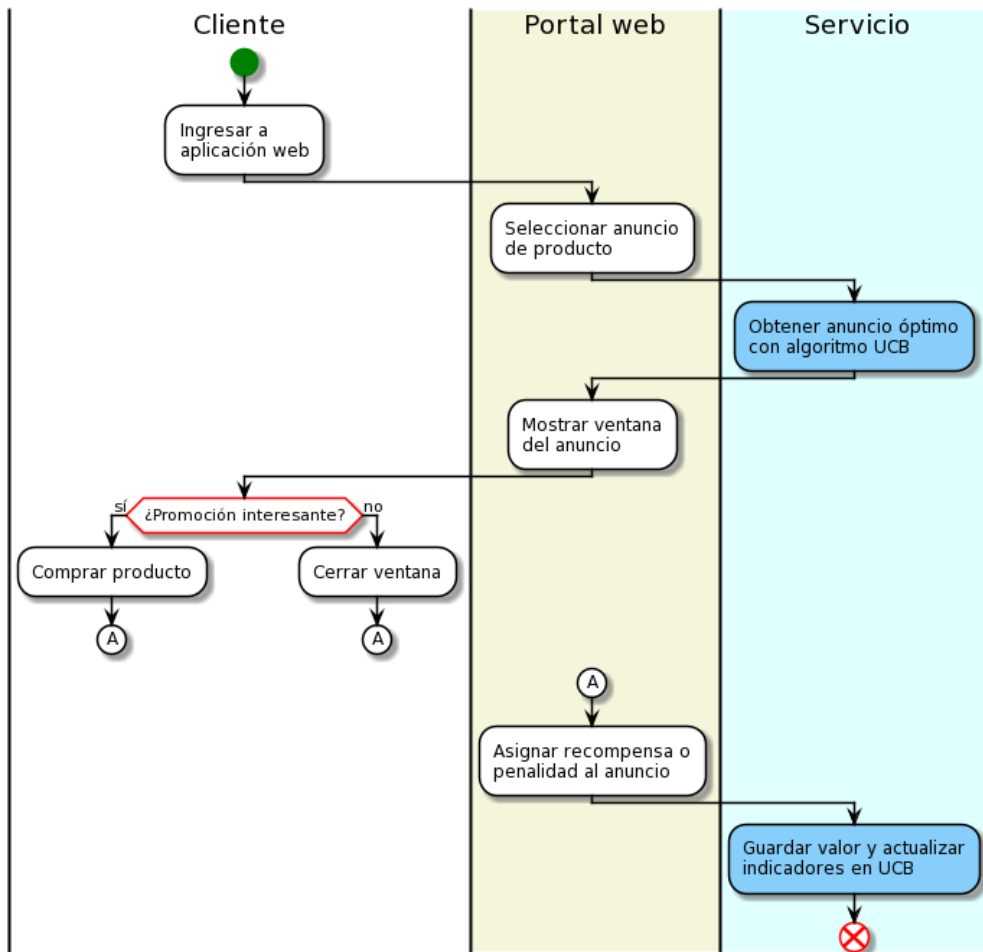 Cliente
Portal web
Servicio
Ingresar a
aplicación web
Seleccionar anuncio
de producto
Obtener anuncio óptimo
con algoritmo UCB
Mostrar ventana
del anuncio
sí
¿Promoción interesante?
no
Comprar producto
Cerrar ventana
A
A
A
Asignar recompensa o
penalidad al anuncio
Guardar valor y actualizar
indicadores en UCB